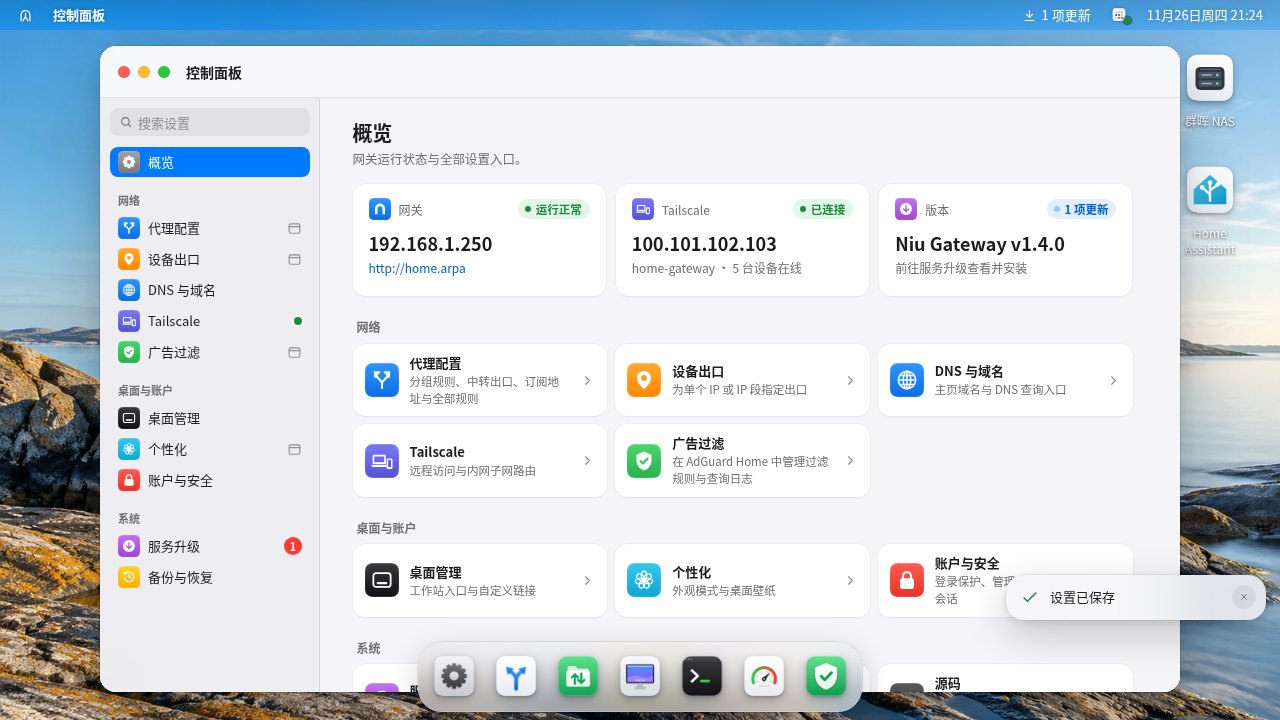 控制面板
1 项更新
11月26日周四 21:24
控制面板
群晖 NAS
Home
Assistant
搜索设置
概览
网络
代理配置
设备出口
DNS 与域名
Tailscale
广告过滤
桌面与账户
桌面管理
个性化
账户与安全
系统
服务升级
1
备份与恢复
概览
网关运行状态与全部设置入口。
网关
运行正常
192.168.1.250
http://home.arpa
Tailscale
已连接
100.101.102.103
home-gateway · 5 台设备在线
版本
1 项更新
Niu Gateway v1.4.0
前往服务升级查看并安装
网络
代理配置
分组规则、中转出口、订阅地
址与全部规则
设备出口
为单个 IP 或 IP 段指定出口
DNS 与域名
主页域名与 DNS 查询入口
Tailscale
远程访问与内网子网路由
广告过滤
在 AdGuard Home 中管理过滤
规则与查询日志
桌面与账户
桌面管理
工作站入口与自定义链接
个性化
外观模式与桌面壁纸
账户与安全
登录保护、管理
会话
设置已保存
系统
源码